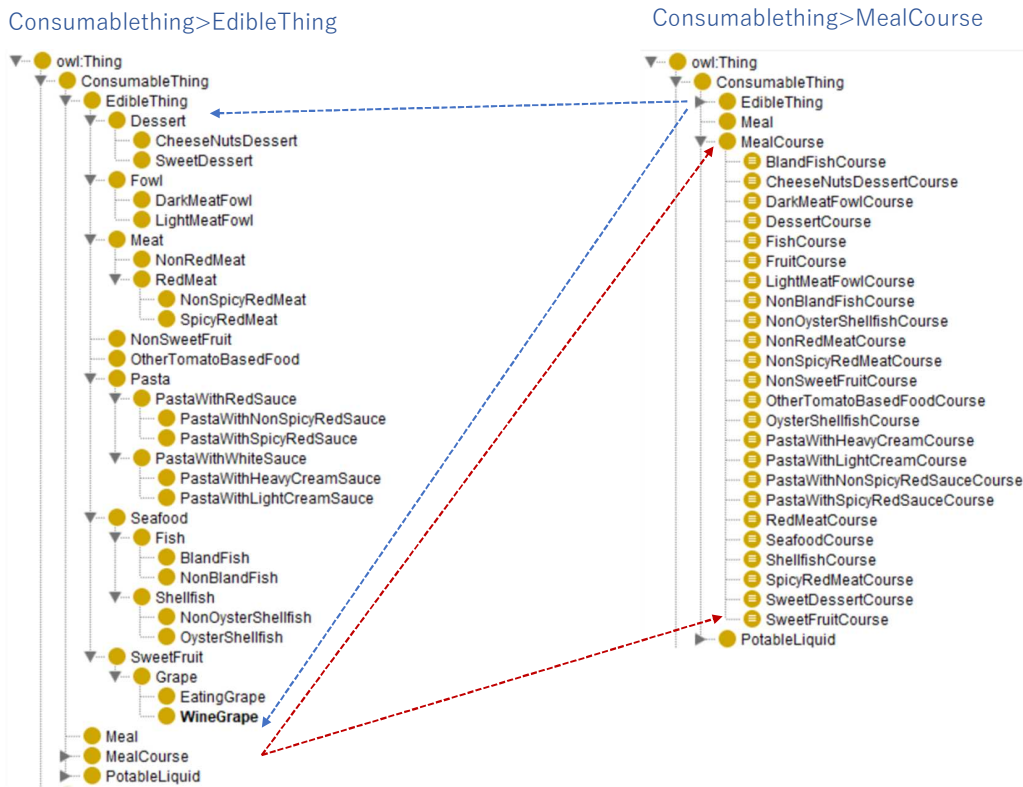 Consumablething>EdibleThing
owl:Thing
ConsumableThing
EdibleThing
Dessert
CheeseNutsDessert
SweetDessert
Fowl
DarkMeatFowl
LightMeatFowl
Meat
NonRedMeat
RedMeat
NonSpicyRedMeat
SpicyRedMeat
NonSweetFruit
OtherTomatoBasedFood
Pasta
PastaWithRedSauce
PastaWithNonSpicyRedSauce
PastaWithSpicyRedSauce
PastaWithWhiteSauce
PastaWithHeavyCreamSauce
PastaWithLightCreamSauce
Seafood
Fish
BlandFish
NonBlandFish
Shellfish
NonOysterShellfish
OysterShellfish
SweetFruit
Grape
EatingGrape
WineGrape
Meal
MealCourse
PotableLiquid
Consumablething>MealCourse
owl:Thing
ConsumableThing
EdibleThing
Meal
MealCourse
BlandFishCourse
CheeseNutsDessertCourse
DarkMeatFowlCourse
DessertCourse
FishCourse
FruitCourse
LightMeatFowlCourse
NonBlandFishCourse
NonOysterShellfishCourse
NonRedMeatCourse
NonSpicyRedMeatCourse
NonSweetFruitCourse
OtherTomatoBasedFoodCourse
OysterShellfishCourse
PastaWithHeavyCreamCourse
PastaWithLightCreamCourse
PastaWithNonSpicyRedSauceCourse
PastaWithSpicyRedSauceCourse
RedMeatCourse
SeafoodCourse
ShellfishCourse
SpicyRedMeatCourse
SweetDessertCourse
SweetFruitCourse
PotableLiquid